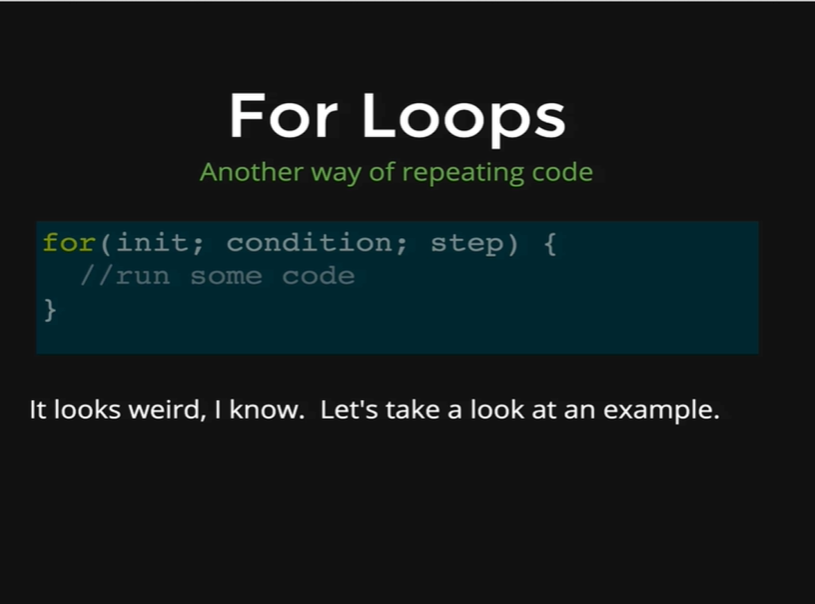 For Loops
Another way of repeating code
for(init; condition; step) {
  //run some code
}
It looks weird, I know.  Let's take a look at an example.